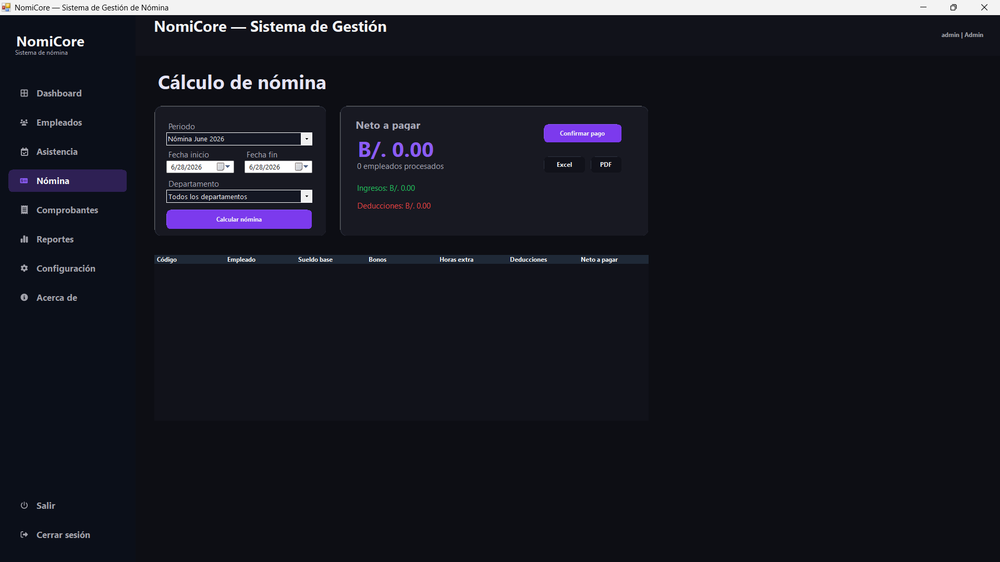 NomiCore — Sistema de Gestión de Nómina
NomiCore
Sistema de nómina
Dashboard
Empleados
Asistencia
Nómina
Comprobantes
Reportes
Configuración
Acerca de
Salir
Cerrar sesión
NomiCore — Sistema de Gestión
admin | Admin
Cálculo de nómina
Periodo
Nómina June 2026
Fecha inicio Fecha fin
6/28/2026 6/28/2026
Departamento
Todos los departamentos
Calcular nómina
Neto a pagar
B/. 0.00
0 empleados procesados
Ingresos: B/. 0.00
Deducciones: B/. 0.00
Confirmar pago
Excel PDF
Código Empleado Sueldo base Bonos Horas extra Deducciones Neto a pagar